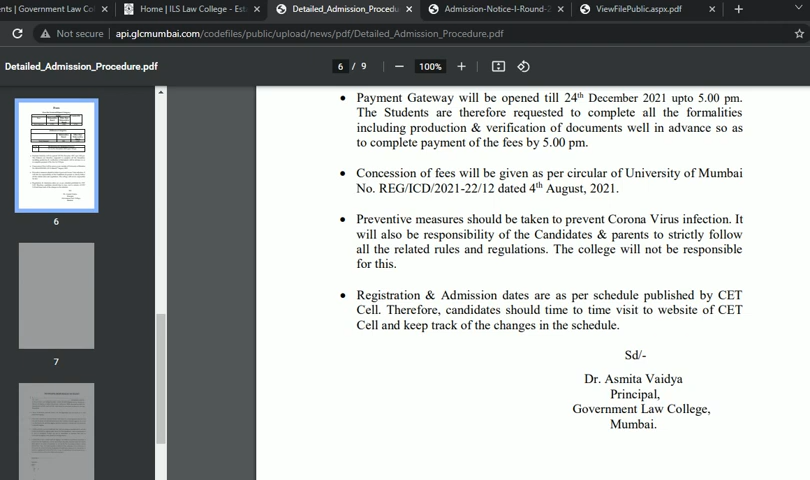 ents | Government Law Col
Home | ILS Law College - Est
Detailed_Admission_Procedu
Admission-Notice-I-Round-2
ViewFilePublic.aspx.pdf
Not secure | api.glcmumbai.com/codefiles/public/upload/news/pdf/Detailed_Admission_Procedure.pdf
Detailed_Admission_Procedure.pdf
6 / 9
100%
• Payment Gateway will be opened till 24th December 2021 upto 5.00 pm.
The Students are therefore requested to complete all the formalities
including production & verification of documents well in advance so as
to complete payment of the fees by 5.00 pm.
• Concession of fees will be given as per circular of University of Mumbai
No. REG/ICD/2021-22/12 dated 4th August, 2021.
• Preventive measures should be taken to prevent Corona Virus infection. It
will also be responsibility of the Candidates & parents to strictly follow
all the related rules and regulations. The college will not be responsible
for this.
• Registration & Admission dates are as per schedule published by CET
Cell. Therefore, candidates should time to time visit to website of CET
Cell and keep track of the changes in the schedule.
Sd/-
Dr. Asmita Vaidya
Principal,
Government Law College,
Mumbai.
6
7